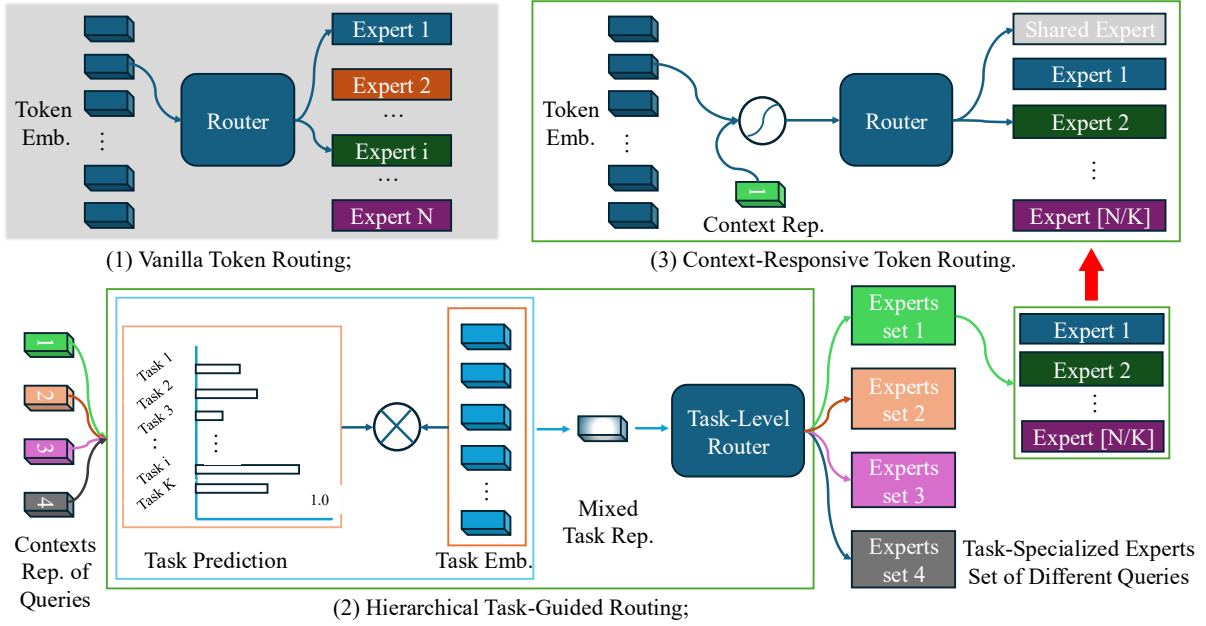 Token
Emb.
⋮
Router
Expert 1
Expert 2
...
Expert i
...
Expert N
(1) Vanilla Token Routing;
Token
Emb.
⋮
1
Context Rep.
Router
Shared Expert
Expert 1
Expert 2
⋮
Expert [N/K]
(3) Context-Responsive Token Routing.
1
2
3
4
Contexts
Rep. of
Queries
Task 1
Task 2
Task 3
⋮ ⋮
Task i
Task K
1.0
Task Prediction
⋮
Task Emb.
Mixed
Task Rep.
Task-Level
Router
Experts
set 1
Experts
set 2
Experts
set 3
Experts
set 4
Expert 1
Expert 2
⋮
Expert [N/K]
Task-Specialized Experts
Set of Different Queries
(2) Hierarchical Task-Guided Routing;